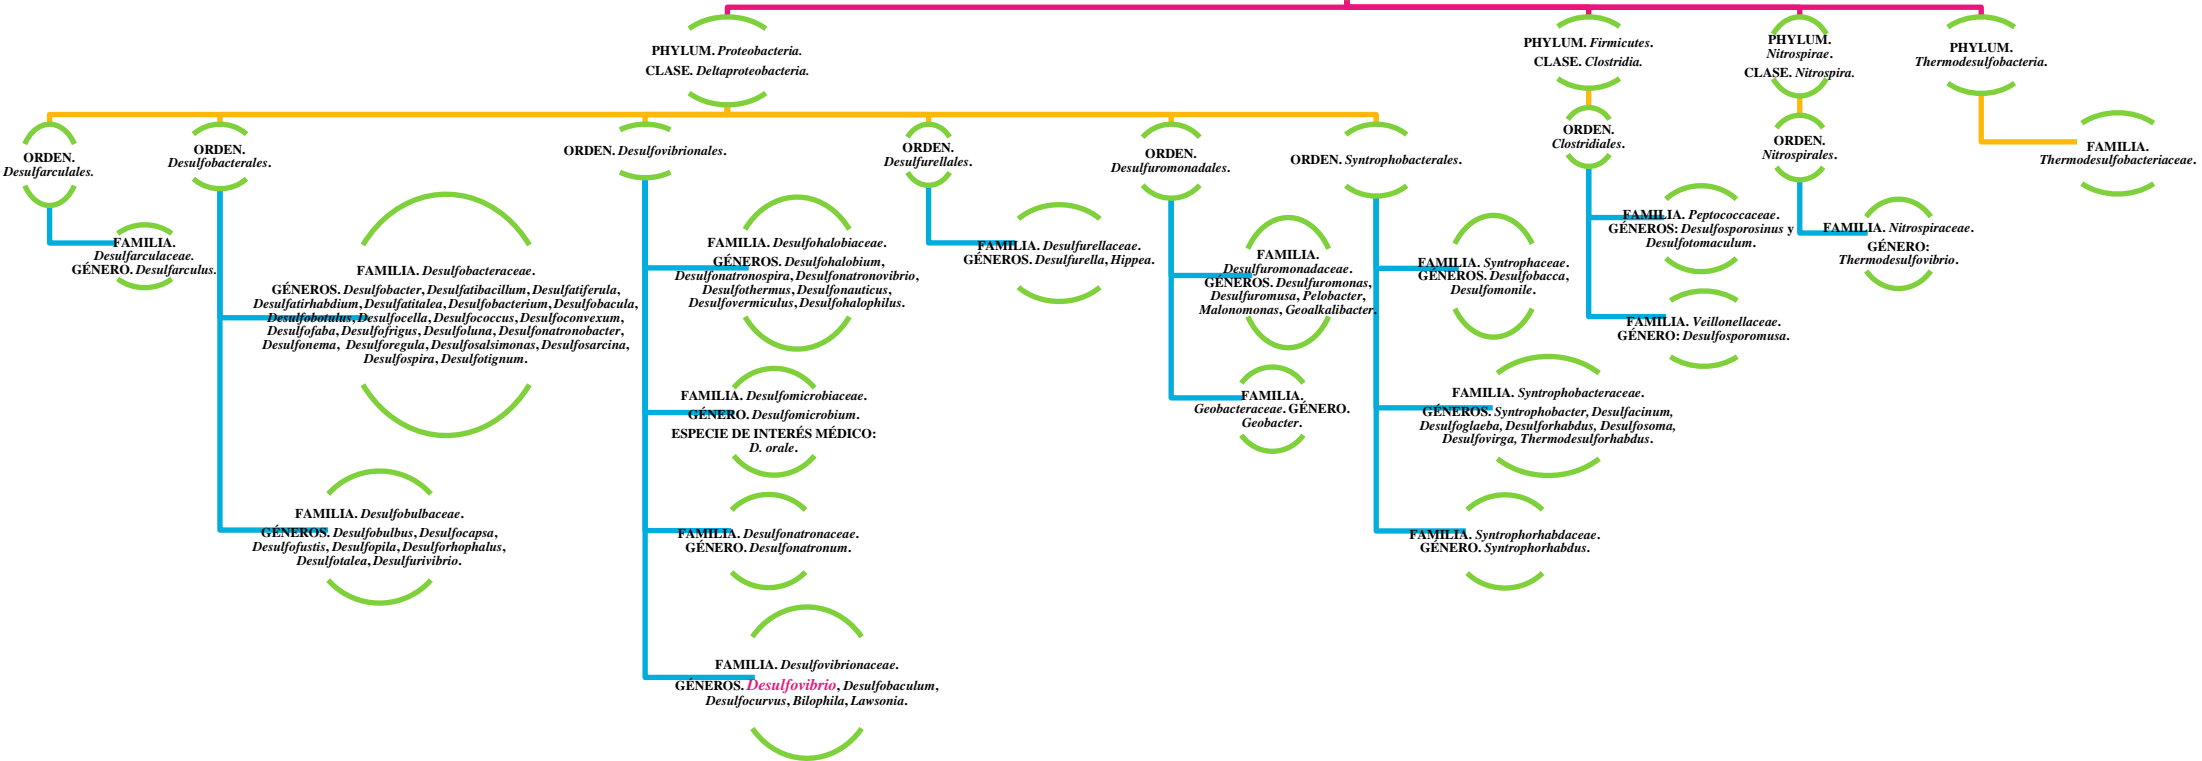 PHYLUM. Proteobacteria.
CLASE. Deltaproteobacteria.
PHYLUM. Firmicutes.
CLASE. Clostridia.
PHYLUM.
Nitrospirae.
CLASE. Nitrospira.
PHYLUM.
Thermodesulfobacteria.
ORDEN.
Desulfarculales.
ORDEN.
Desulfobacterales.
ORDEN. Desulfovibrionales.
ORDEN.
Desulfurellales.
ORDEN.
Desulfuromonadales.
ORDEN. Syntrophobacterales.
ORDEN.
Clostridiales.
ORDEN.
Nitrospirales.
FAMILIA.
Thermodesulfobacteriaceae.
FAMILIA.
Desulfarculaceae.
GÉNERO. Desulfarculus.
FAMILIA. Desulfobacteraceae.
GÉNEROS. Desulfobacter, Desulfatibacillum, Desulfatiferula,
Desulfatirhabdium, Desulfatitalea, Desulfobacterium, Desulfobacula,
Desulfobotulus, Desulfocella, Desulfococcus, Desulfoconvexum,
Desulfofaba, Desulfofrigus, Desulfoluna, Desulfonatronobacter,
Desulfonema, Desulforegula, Desulfosalsimonas, Desulfosarcina,
Desulfospira, Desulfotignum.
FAMILIA. Desulfobulbaceae.
GÉNEROS. Desulfobulbus, Desulfocapsa,
Desulfofustis, Desulfopila, Desulforhophalus,
Desulfotalea, Desulfurivibrio.
FAMILIA. Desulfohalobiaceae.
GÉNEROS. Desulfohalobium,
Desulfonatronospira, Desulfonatronovibrio,
Desulfothermus, Desulfonauticus,
Desulfovermiculus, Desulfohalophilus.
FAMILIA. Desulfomicrobiaceae.
GÉNERO. Desulfomicrobium.
ESPECIE DE INTERÉS MÉDICO:
D. orale.
FAMILIA. Desulfonatronaceae.
GÉNERO. Desulfonatronum.
FAMILIA. Desulfovibrionaceae.
GÉNEROS. Desulfovibrio, Desulfobaculum,
Desulfocurvus, Bilophila, Lawsonia.
FAMILIA. Desulfurellaceae.
GÉNEROS. Desulfurella, Hippea.
FAMILIA.
Desulfuromonadaceae.
GÉNEROS. Desulfuromonas,
Desulfuromusa, Pelobacter,
Malonomonas, Geoalkalibacter.
FAMILIA.
Geobacteraceae. GÉNERO.
Geobacter.
FAMILIA. Syntrophaceae.
GÉNEROS. Desulfobacca,
Desulfomonile.
FAMILIA. Syntrophobacteraceae.
GÉNEROS. Syntrophobacter, Desulfacinum,
Desulfoglaeba, Desulforhabdus, Desulfosoma,
Desulfovirga, Thermodesulforhabdus.
FAMILIA. Syntrophorhabdaceae.
GÉNERO. Syntrophorhabdus.
FAMILIA. Peptococcaceae.
GÉNEROS: Desulfosporosinus y
Desulfotomaculum.
FAMILIA. Veillonellaceae.
GÉNERO: Desulfosporomusa.
FAMILIA. Nitrospiraceae.
GÉNERO:
Thermodesulfovibrio.